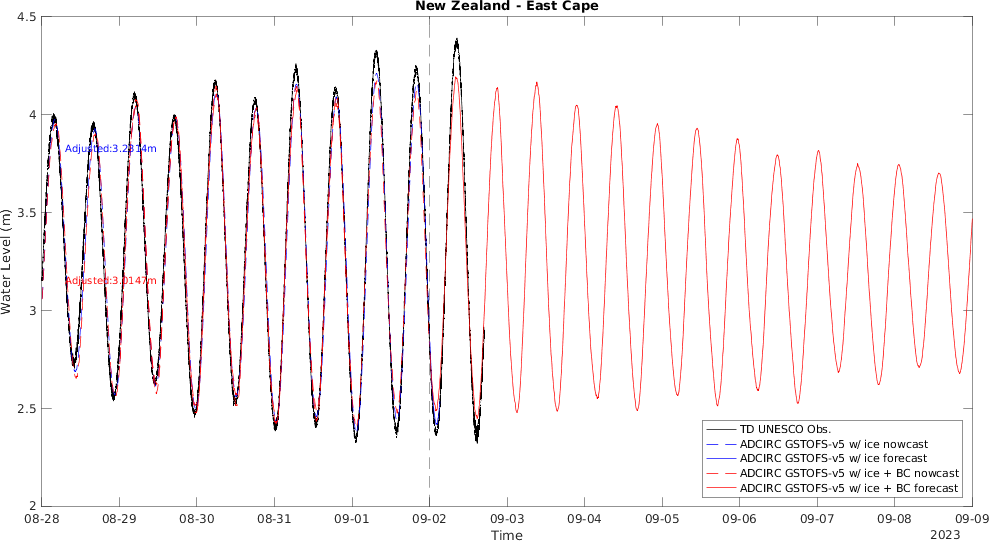 New Zealand - East Cape
4.5
4
3.5
3
2.5
2
Water Level (m)
Adjusted:3.2314m
Adjusted:3.0147m
TD UNESCO Obs.
ADCIRC GSTOFS-v5 w/ ice nowcast
ADCIRC GSTOFS-v5 w/ ice forecast
ADCIRC GSTOFS-v5 w/ ice + BC nowcast
ADCIRC GSTOFS-v5 w/ ice + BC forecast
08-28 08-29 08-30 08-31 09-01 09-02 09-03 09-04 09-05 09-06 09-07 09-08 09-09
Time
2023